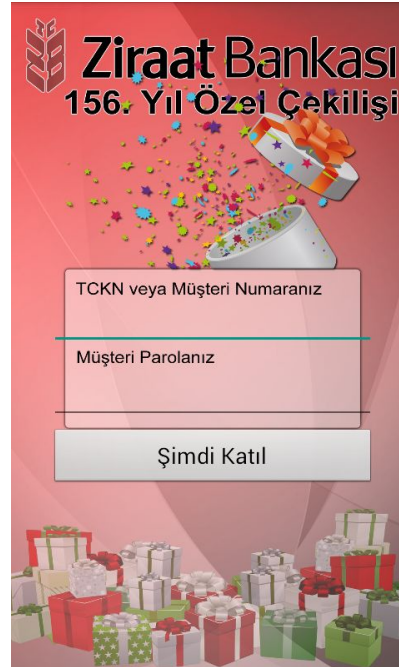 Ziraat Bankası
156. Yıl Özel Çekilişi
TCKN veya Müşteri Numaranız
Müşteri Parolanız
Şimdi Katıl